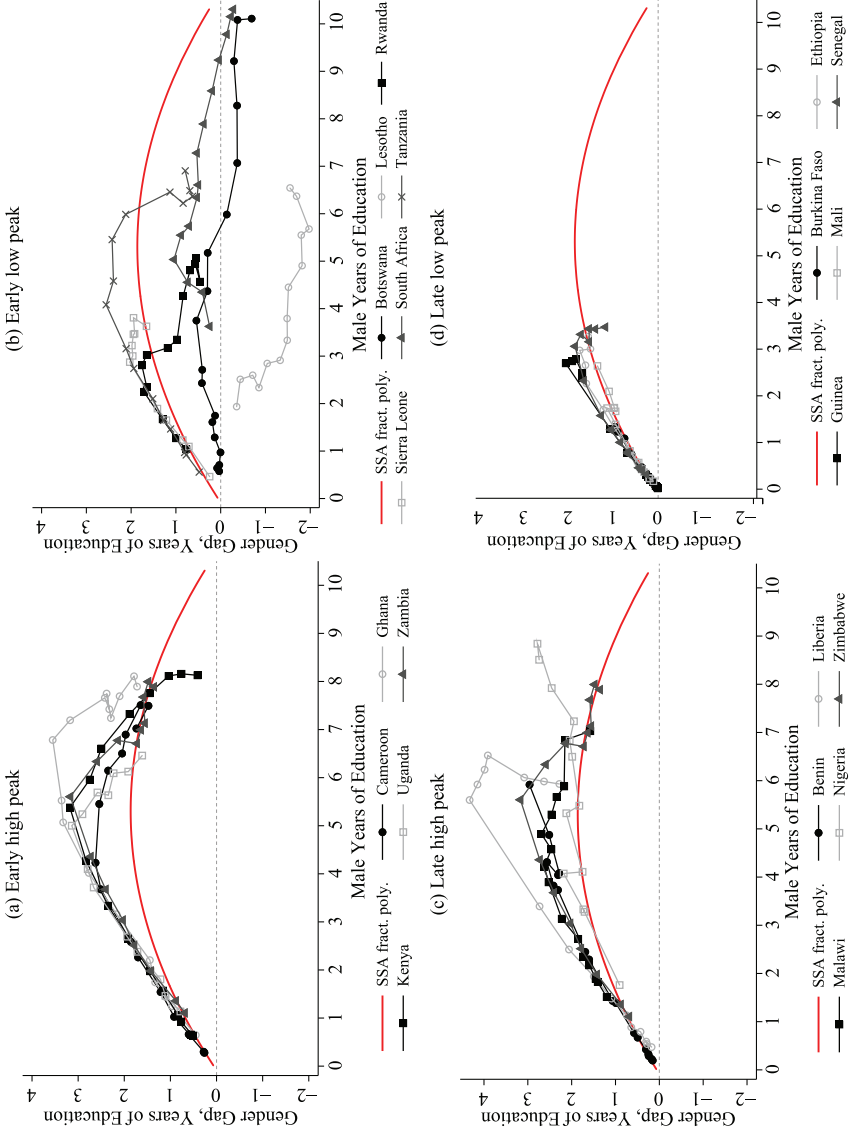 (a) Early high peak
4
3
2
1
0
−1
−2
Gender Gap, Years of Education
0 1 2 3 4 5 6 7 8 9 10
Male Years of Education
SSA fract. poly. Cameroon Ghana
Kenya Uganda Zambia
(b) Early low peak
4
3
2
1
0
−1
−2
Gender Gap, Years of Education
0 1 2 3 4 5 6 7 8 9 10
Male Years of Education
SSA fract. poly. Botswana Lesotho Rwanda
Sierra Leone South Africa Tanzania
(c) Late high peak
4
3
2
1
0
−1
−2
Gender Gap, Years of Education
0 1 2 3 4 5 6 7 8 9 10
Male Years of Education
SSA fract. poly. Benin Liberia
Malawi Nigeria Zimbabwe
(d) Late low peak
4
3
2
1
0
−1
−2
Gender Gap, Years of Education
0 1 2 3 4 5 6 7 8 9 10
Male Years of Education
SSA fract. poly. Burkina Faso Ethiopia
Guinea Mali Senegal